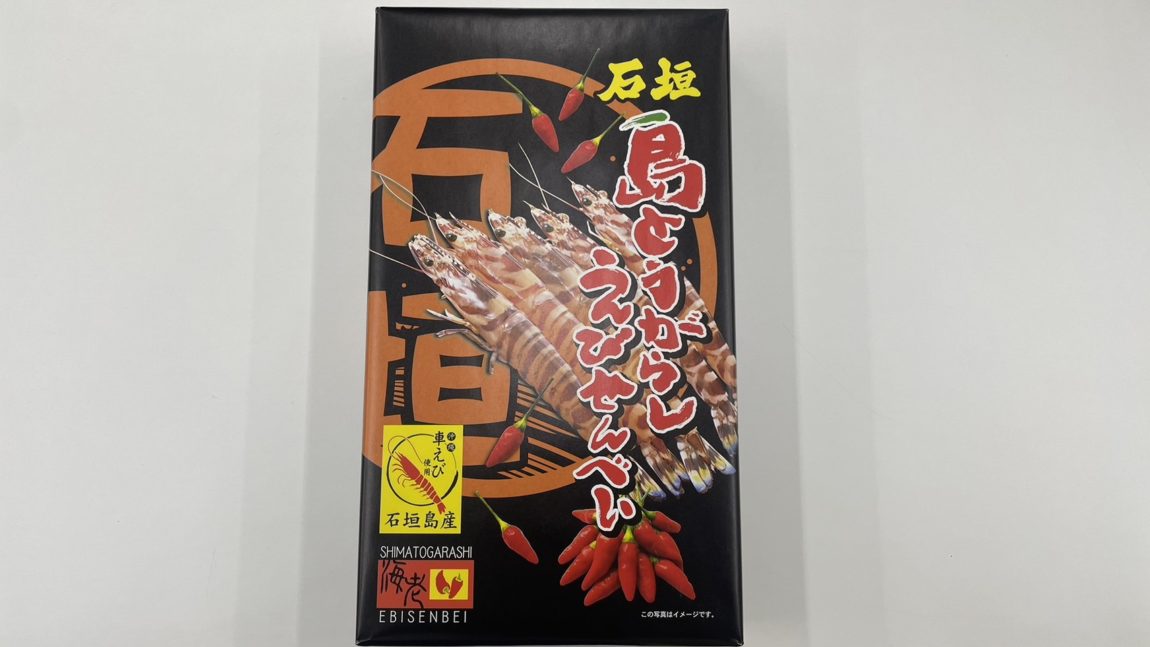 石垣
島とうがらし
えびせんべい
石垣
沖縄
車えび
使用
石垣島産
SHIMATOGARASHI
海老
EBISENBEI
この写真はイメージです。